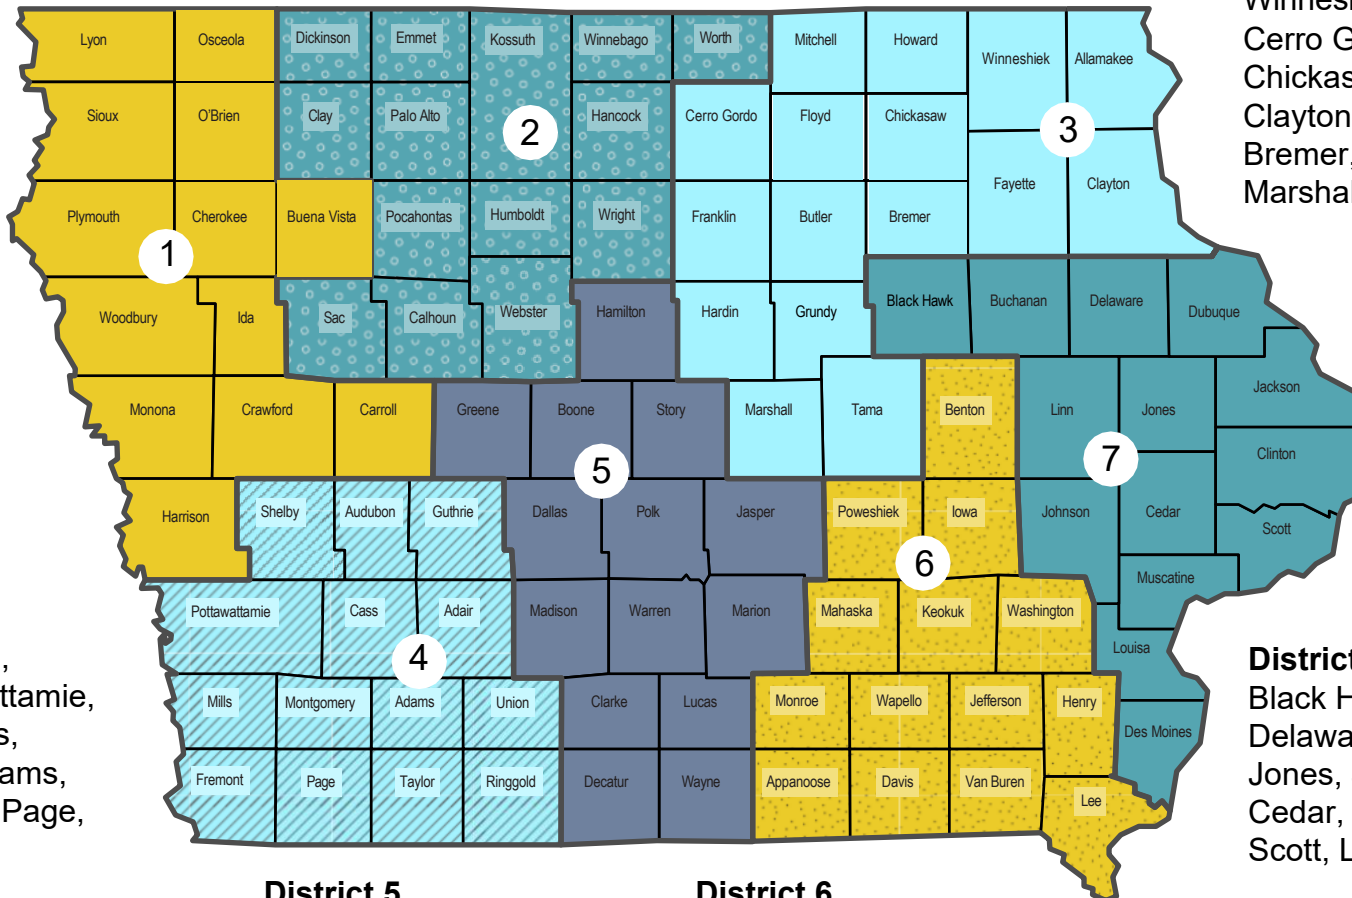 Lyon
Osceola
Dickinson
Emmet
Kossuth
Winnebago
Worth
Mitchell
Howard
Winneshiek
Allamakee
Sioux
O'Brien
Clay
Palo Alto
2
Hancock
Cerro Gordo
Floyd
Chickasaw
3
Plymouth
Cherokee
Buena Vista
Pocahontas
Humboldt
Wright
Franklin
Butler
Bremer
Fayette
Clayton
1
Woodbury
Ida
Sac
Calhoun
Webster
Hamilton
Hardin
Grundy
Black Hawk
Buchanan
Delaware
Dubuque
Monona
Crawford
Carroll
Greene
Boone
Story
Marshall
Tama
Benton
Linn
Jones
Jackson
5
7
Clinton
Harrison
Shelby
Audubon
Guthrie
Dallas
Polk
Jasper
Poweshiek
Iowa
Johnson
Cedar
Scott
6
Muscatine
Pottawattamie
Cass
Adair
Madison
Warren
Marion
Mahaska
Keokuk
Washington
Louisa
4
Mills
Montgomery
Adams
Union
Clarke
Lucas
Monroe
Wapello
Jefferson
Henry
Des Moines
Fremont
Page
Taylor
Ringgold
Decatur
Wayne
Appanoose
Davis
Van Buren
Lee
Cerro G
Chickas
Clayton
Bremer,
Marshal
,
ttamie,
s,
ams,
Page,
District
Black H
Delawa
Jones,
Cedar,
Scott, L
District 5
District 6